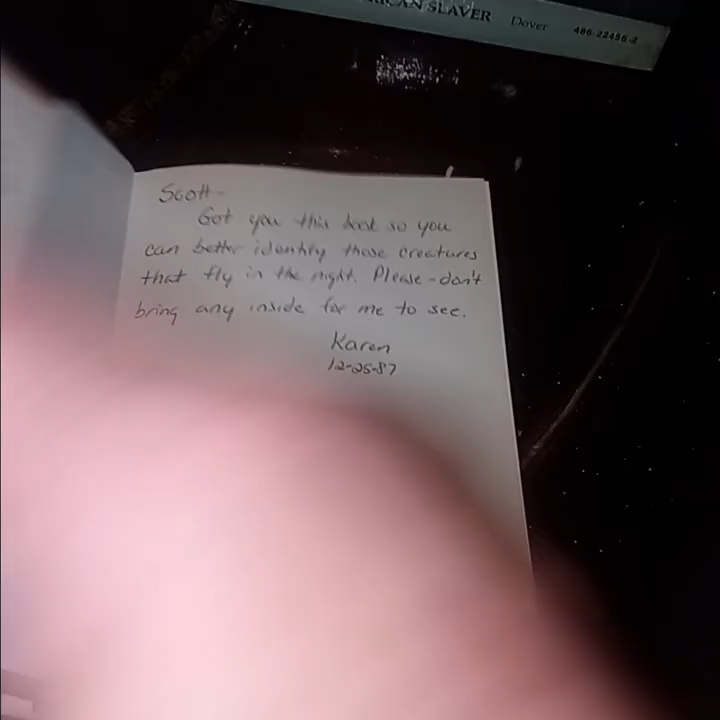 RICAN SLAVER Dover 486-22456-2
Scott-
Got you this book so you
can better identify those creatures
that fly in the night. Please-don't
bring any inside for me to see.
Karen
12-25-87